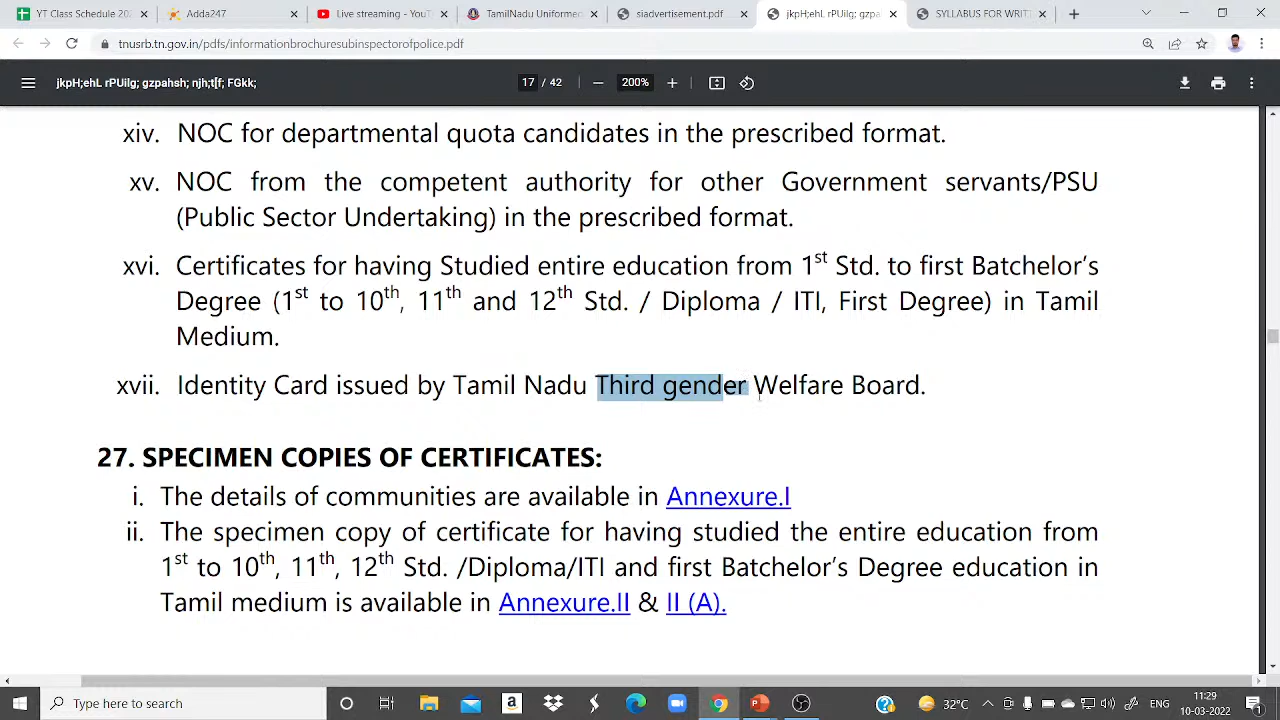 YT Class Schedule 202
Adda247
Live streaming - YouT
TamilNadu Uniformed
siadvertisement.pdf
jkpH;ehL rPUilg; gzpa
SYLLABUS FOR WRIT
tnusrb.tn.gov.in/pdfs/informationbrochuresubinspectorofpolice.pdf
jkpH;ehL rPUilg; gzpahsh; njh;t[f; FGkk;
17 / 42
200%
xiv. NOC for departmental quota candidates in the prescribed format.
xv. NOC from the competent authority for other Government servants/PSU
(Public Sector Undertaking) in the prescribed format.
xvi. Certificates for having Studied entire education from 1st Std. to first Batchelor's
Degree (1st to 10th, 11th and 12th Std. / Diploma / ITI, First Degree) in Tamil
Medium.
xvii. Identity Card issued by Tamil Nadu Third gender Welfare Board.
27. SPECIMEN COPIES OF CERTIFICATES:
i. The details of communities are available in Annexure.I
ii. The specimen copy of certificate for having studied the entire education from
1st to 10th, 11th, 12th Std. /Diploma/ITI and first Batchelor's Degree education in
Tamil medium is available in Annexure.II & II (A).
Type here to search
32°C
ENG
11:29
10-03-2022